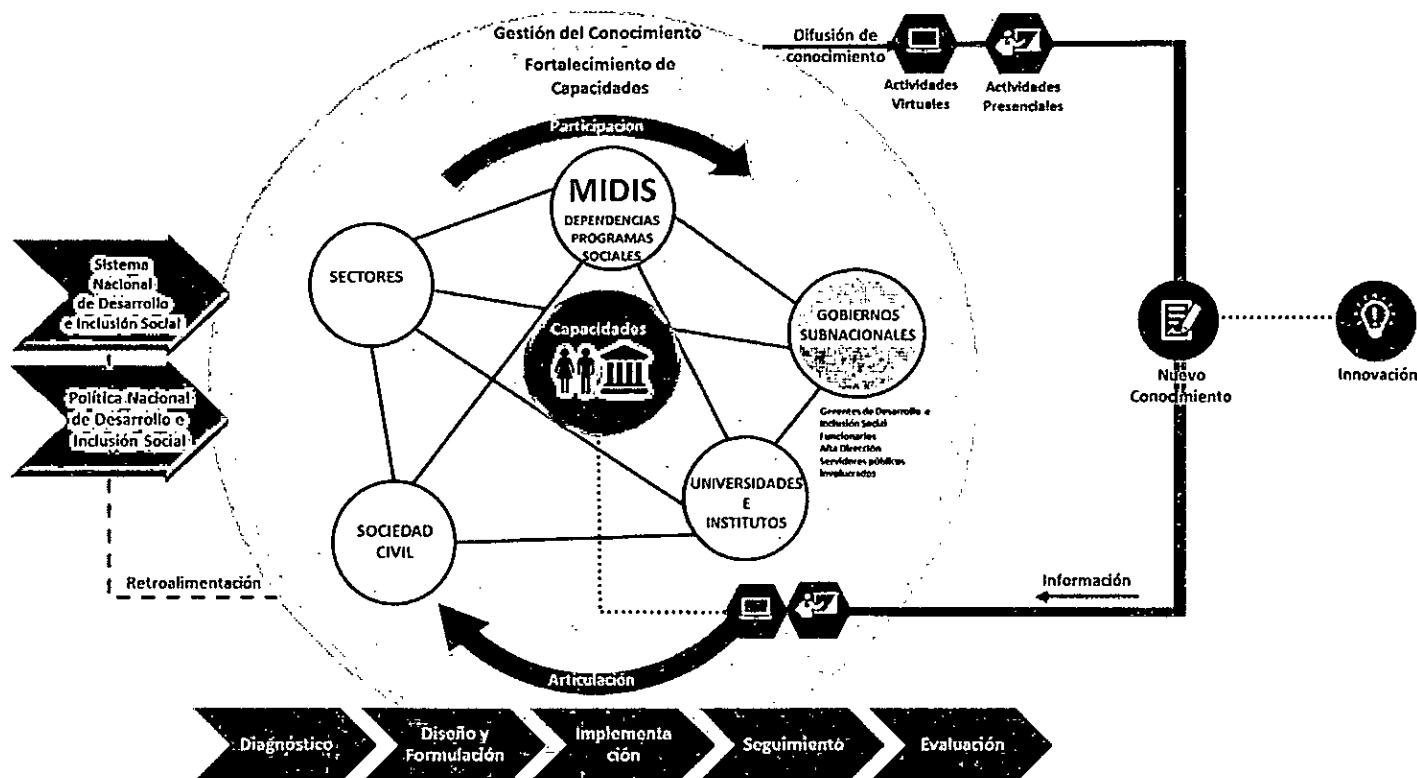 Gestión del Conocimiento
Fortalecimiento de
Capacidades
Difusión de
conocimiento
Actividades
Virtuales
Actividades
Presenciales
Participación
MIDIS
DEPENDENCIAS
PROGRAMAS
SOCIALES
SECTORES
Capacidades
GOBIERNOS
SUBNACIONALES
Gerentes de Desarrollo e
Inclusión Social
Funcionarios
Alta Dirección
Servidores públicos
Involucrados
Sistema
Nacional
de Desarrollo
e Inclusión Social
Política Nacional
de Desarrollo e
Inclusión Social
Nuevo
Conocimiento
Innovación
UNIVERSIDADES
E
INSTITUTOS
SOCIEDAD
CIVIL
Retroalimentación
Información
Articulación
Diagnóstico
Diseño y
Formulación
Implementa
ción
Seguimiento
Evaluación